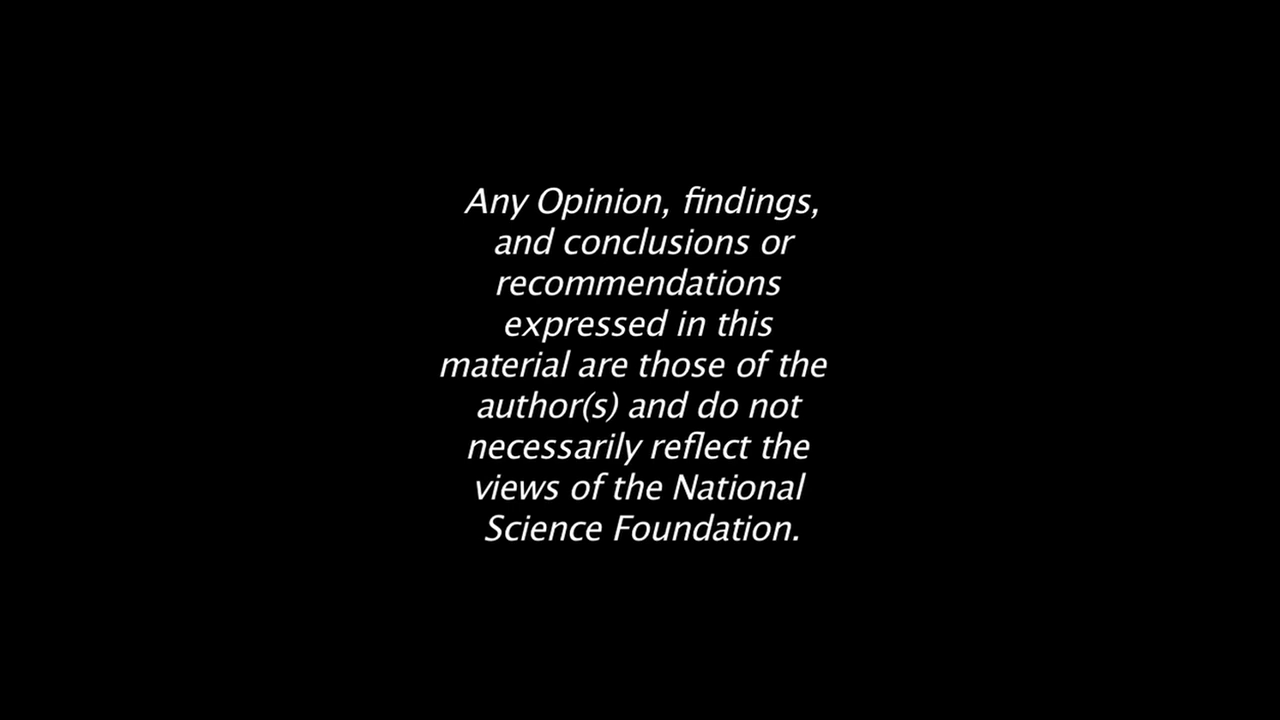 Any Opinion, findings,
and conclusions or
recommendations
expressed in this
material are those of the
author(s) and do not
necessarily reflect the
views of the National
Science Foundation.